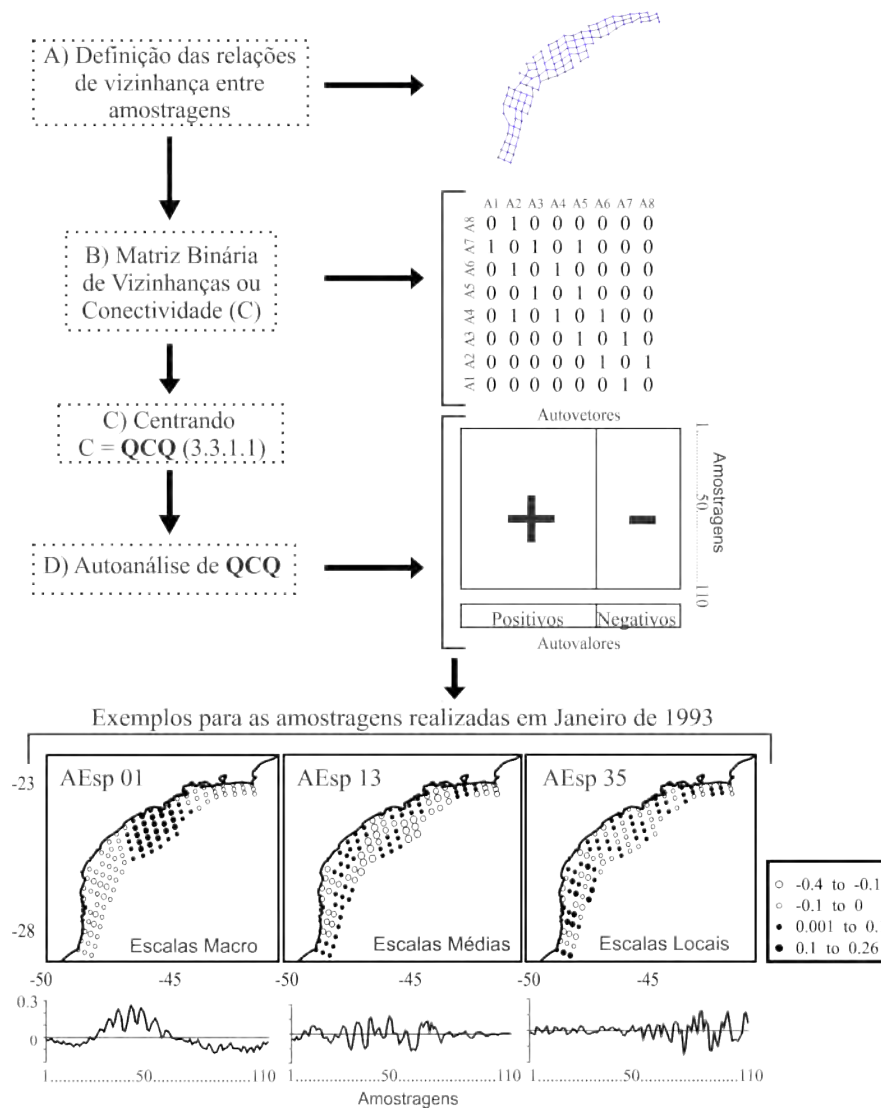 A) Definição das relações
de vizinhança entre
amostragens
B) Matriz Binária
de Vizinhanças ou
Conectividade (C)
A1 A2 A3 A4 A5 A6 A7 A8
A8 0 1 0 0 0 0 0 0
A7 1 0 1 0 1 0 0 0
A6 0 1 0 1 0 0 0 0
A5 0 0 1 0 1 0 0 0
A4 0 1 0 1 0 1 0 0
A3 0 0 0 0 1 0 1 0
A2 0 0 0 0 0 1 0 1
A1 0 0 0 0 0 0 1 0
C) Centrando
C = QCQ (3.3.1.1)
D) Autoanálise de QCQ
Autovetores
+ -
1 50 110
Amostragens
Positivos Negativos
Autovalores
Exemplos para as amostragens realizadas em Janeiro de 1993
AEsp 01 AEsp 13 AEsp 35
-23
-28
Escalas Macro Escalas Médias Escalas Locais
-50 -45 -50 -45 -50 -45
-0.4 to -0.1
-0.1 to 0
0.001 to 0.
0.1 to 0.26
0.3
0
1 50 110 1 50 110 1 50 110
Amostragens